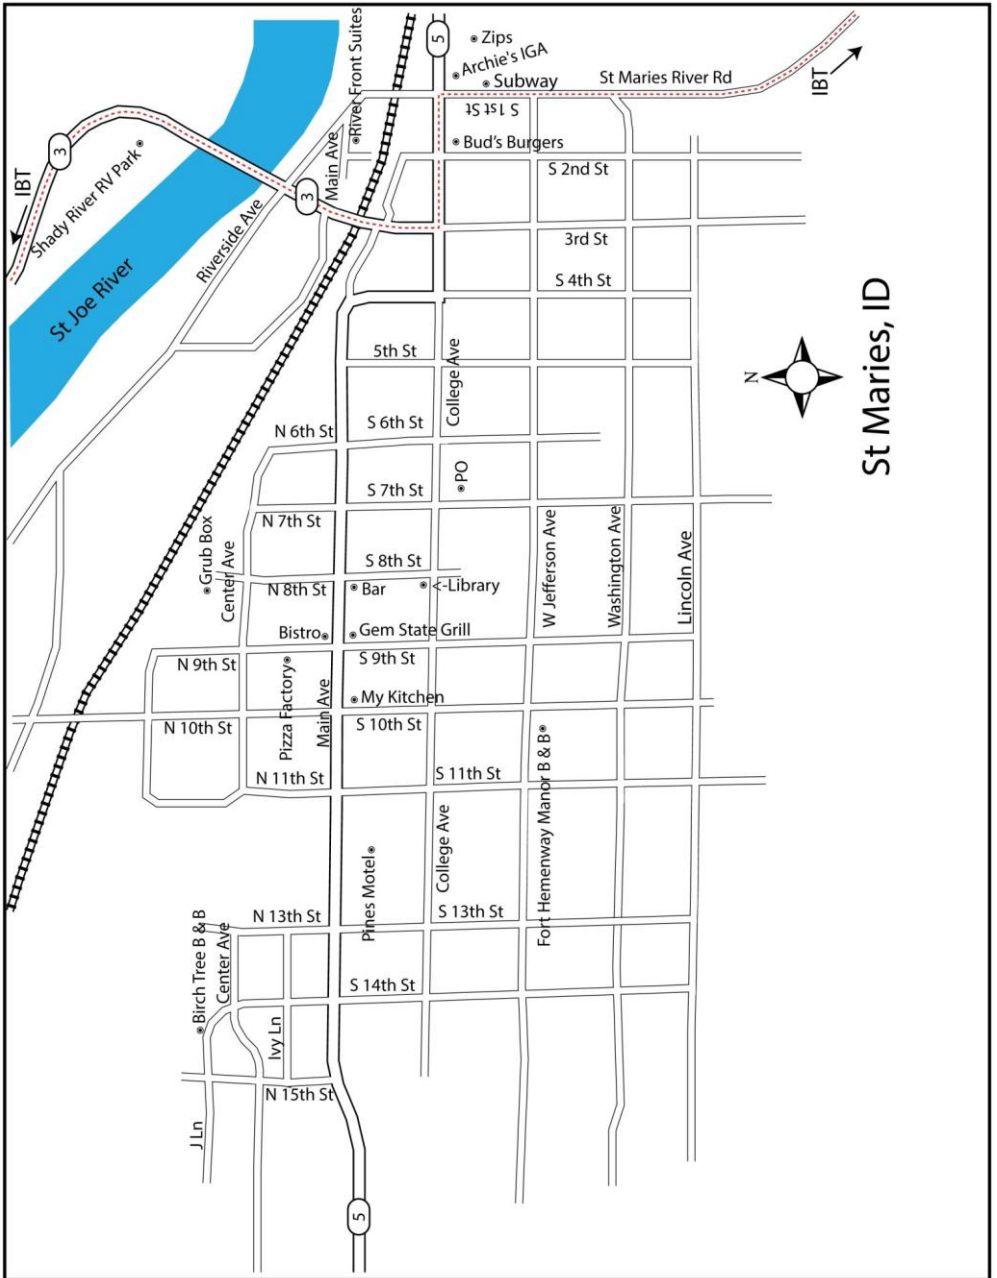 5
Zips
Archie's IGA
Subway
St Maries River Rd
IBT
S 1st St
River Front Suites
Bud's Burgers
3
Shady River RV Park
IBT
3
Main Ave
S 2nd St
Riverside Ave
3rd St
St Joe River
S 4th St
5th St
College Ave
N
St Maries, ID
N 6th St
S 6th St
S 7th St
PO
N 7th St
Grub Box
Center Ave
S 8th St
N 8th St
Bar
<-Library
W Jefferson Ave
Washington Ave
Lincoln Ave
Bistro
Gem State Grill
N 9th St
S 9th St
Pizza Factory
Main Ave
My Kitchen
N 10th St
S 10th St
N 11th St
S 11th St
Fort Hemenway Manor B & B
Pines Motel
College Ave
N 13th St
S 13th St
Birch Tree B & B
Center Ave
S 14th St
Ivy Ln
N 15th St
J Ln
5